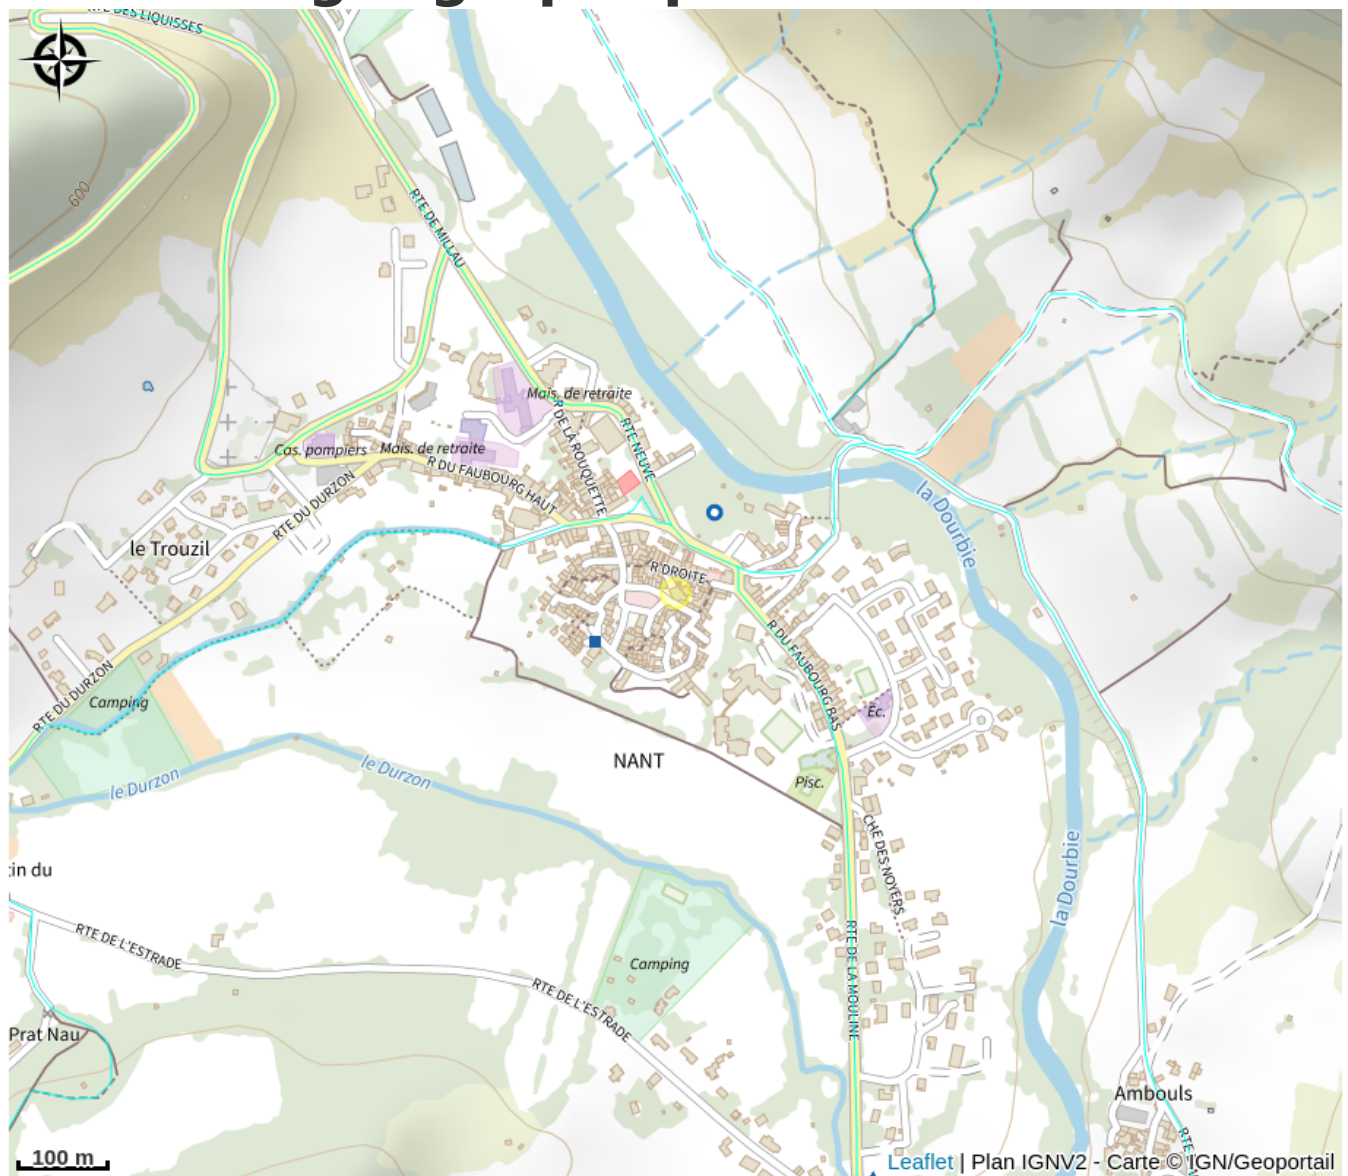 RTE DES LIQUISSES
600
RTE DE MILLAU
Mais. de retraite
R DE LA ROUQUETTE
RTE NEUVE
Cas. pompiers
Mais. de retraite
R DU FAUBOURG HAUT
RTE DU DURZON
la Dourbie
le Trouzil
R DROITE
R DU FAUBOURG BAS
RTE DU DURZON
Camping
Éc.
NANT
le Durzon
le Durzon
Pisc.
CHE DES NOYERS
la Dourbie
tin du
RTE DE L'ESTRADE
RTE DE LA MOULINE
Camping
RTE DE L'ESTRADE
Prat Nau
Ambouls
RTE
100 m
Leaflet | Plan IGNV2 - Carte © IGN/Geoportail